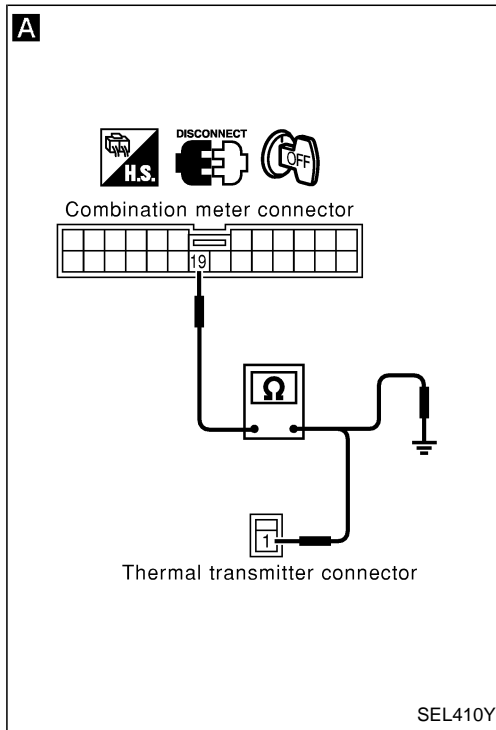 A
DISCONNECT
H.S.
OFF
Combination meter connector
19
Ω
1
Thermal transmitter connector
SEL410Y